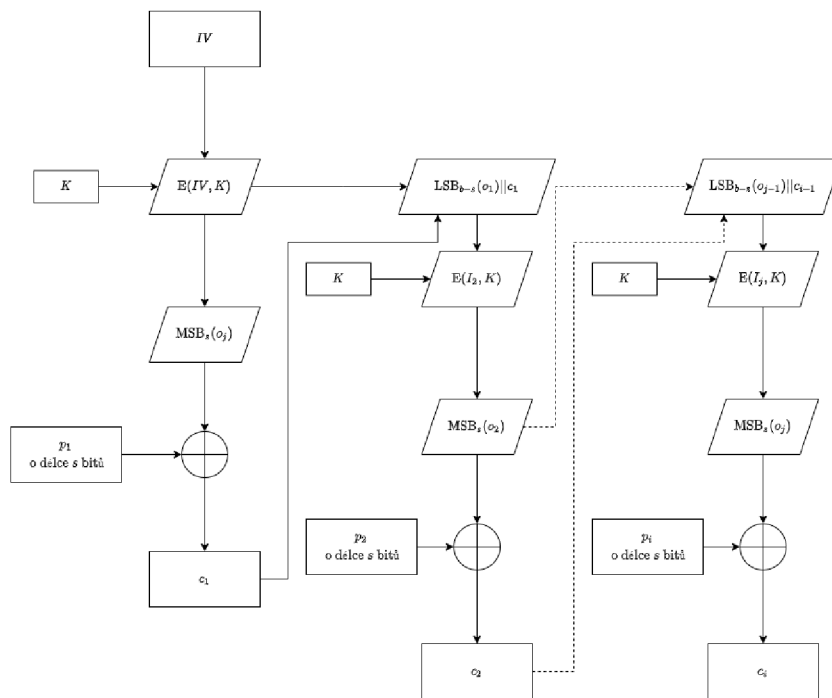 IV
K
E(IV, K)
LSB_{b-s}(o_1)||c_1
LSB_{b-s}(o_{j-1})||c_{i-1}
K
E(I_2, K)
K
E(I_j, K)
MSB_s(o_j)
MSB_s(o_2)
MSB_s(o_j)
p_1
o délce s bitů
p_2
o délce s bitů
p_i
o délce s bitů
c_1
c_2
c_i